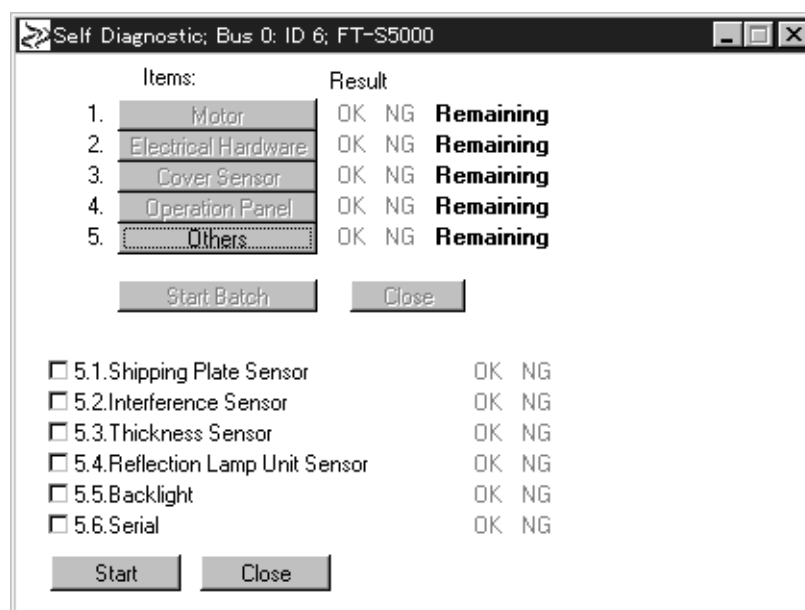 Self Diagnostic; Bus 0: ID 6; FT-S5000
Items: Result
1. Motor OK NG Remaining
2. Electrical Hardware OK NG Remaining
3. Cover Sensor OK NG Remaining
4. Operation Panel OK NG Remaining
5. Others OK NG Remaining
Start Batch Close
5.1.Shipping Plate Sensor OK NG
5.2.Interference Sensor OK NG
5.3.Thickness Sensor OK NG
5.4.Reflection Lamp Unit Sensor OK NG
5.5.Backlight OK NG
5.6.Serial OK NG
Start Close